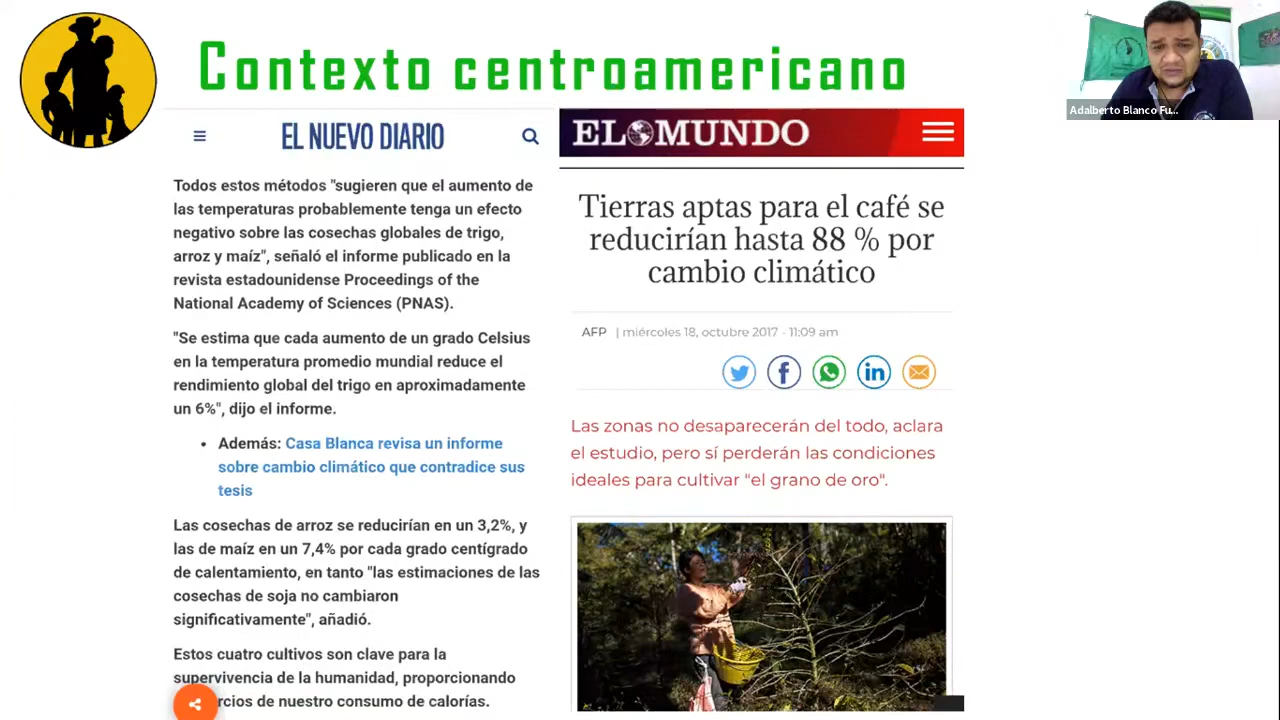 Contexto centroamericano
Adalberto Blanco Fu...
EL NUEVO DIARIO
Todos estos métodos "sugieren que el aumento de
las temperaturas probablemente tenga un efecto
negativo sobre las cosechas globales de trigo,
arroz y maíz", señaló el informe publicado en la
revista estadounidense Proceedings of the
National Academy of Sciences (PNAS).
"Se estima que cada aumento de un grado Celsius
en la temperatura promedio mundial reduce el
rendimiento global del trigo en aproximadamente
un 6%", dijo el informe.
• Además: Casa Blanca revisa un informe
sobre cambio climático que contradice sus
tesis
Las cosechas de arroz se reducirían en un 3,2%, y
las de maíz en un 7,4% por cada grado centígrado
de calentamiento, en tanto "las estimaciones de las
cosechas de soja no cambiaron
significativamente", añadió.
Estos cuatro cultivos son clave para la
supervivencia de la humanidad, proporcionando
rcios de nuestro consumo de calorías.
EL MUNDO
Tierras aptas para el café se
reducirían hasta 88 % por
cambio climático
AFP | miércoles 18, octubre 2017 - 11:09 am
Las zonas no desaparecerán del todo, aclara
el estudio, pero sí perderán las condiciones
ideales para cultivar "el grano de oro".